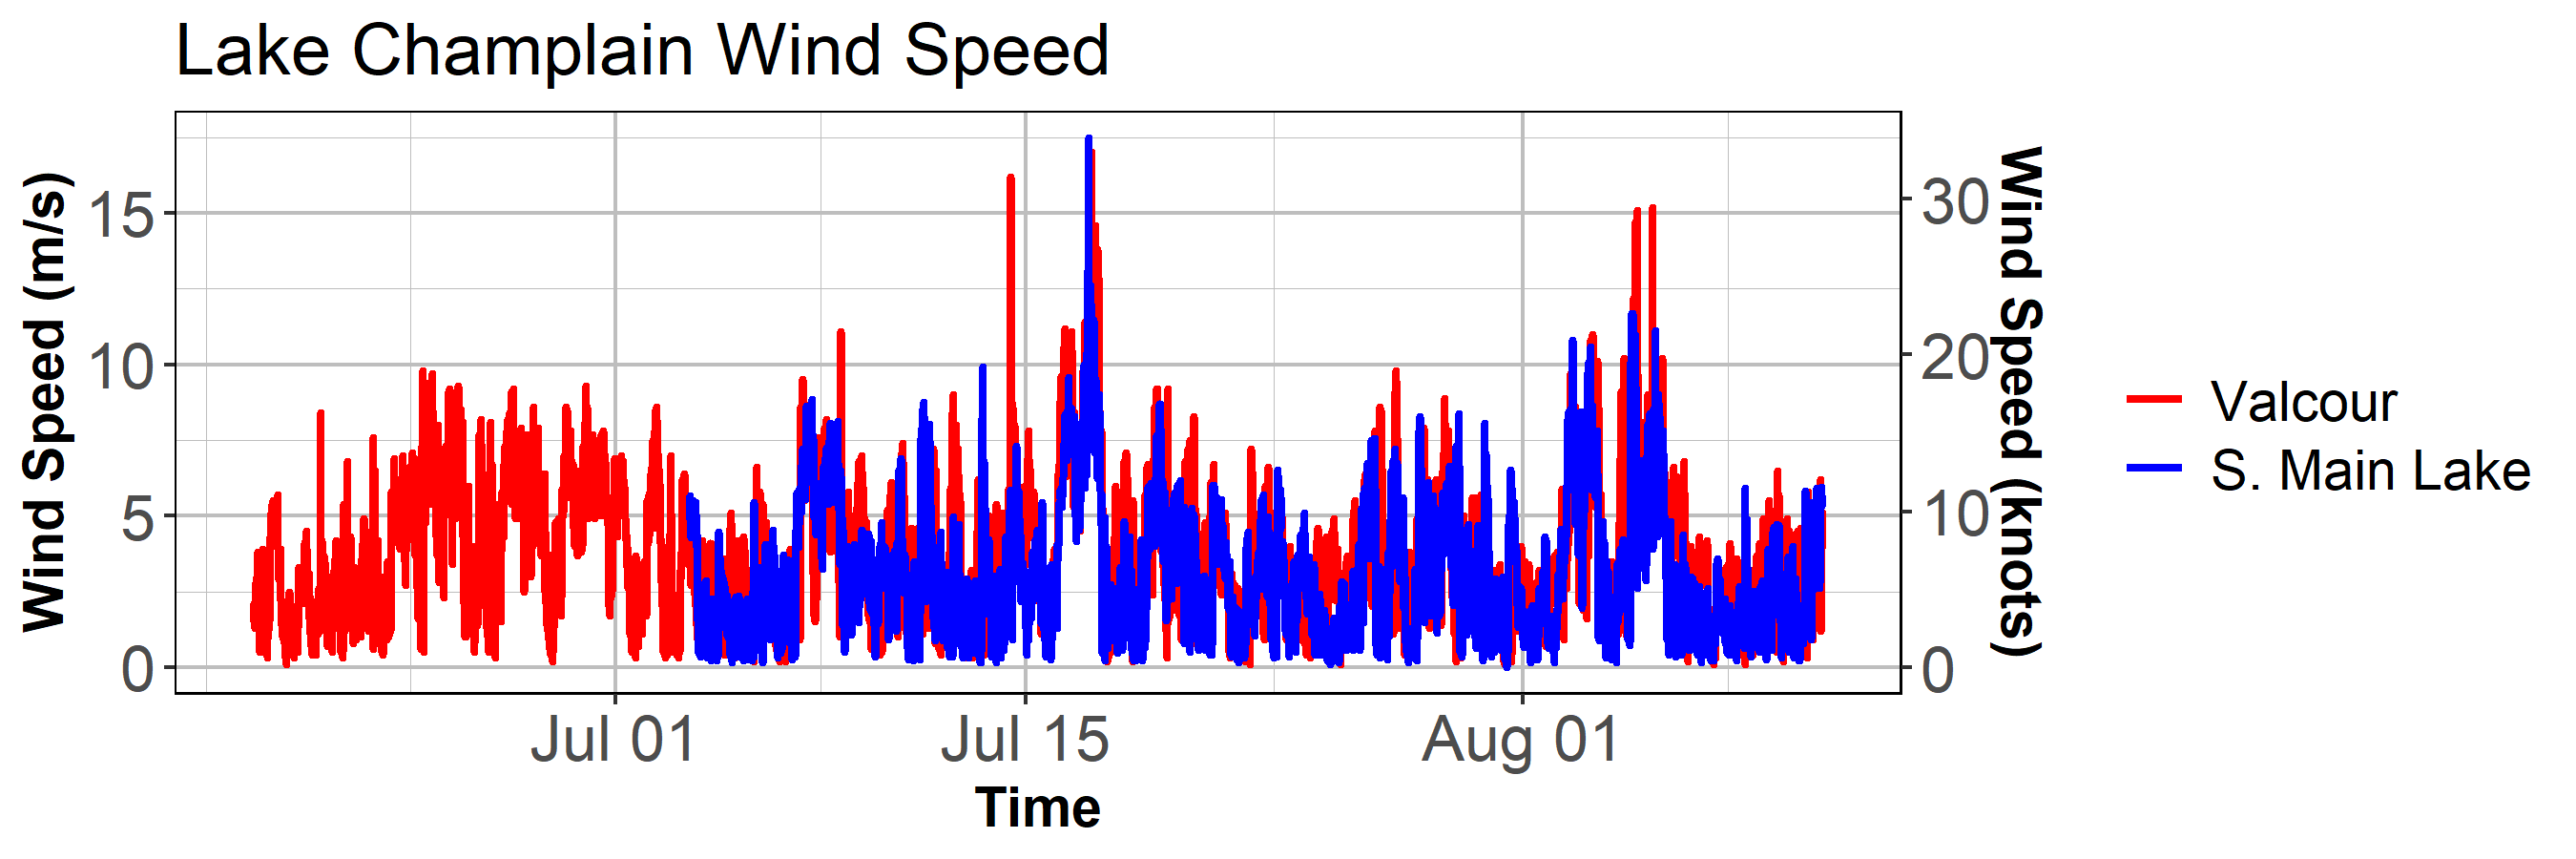 Lake Champlain Wind Speed
Wind Speed (m/s)
15
10
5
0
30
20
10
0
Wind Speed (knots)
Jul 01
Jul 15
Aug 01
Time
Valcour
S. Main Lake